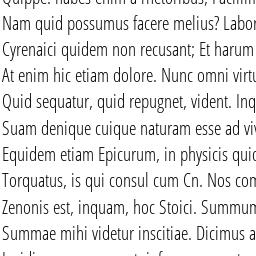 Quippe: habes enim a rhetoribus; Facillim
Nam quid possumus facere melius? Labor
Cyrenaici quidem non recusant; Et harum
At enim hic etiam dolore. Nunc omni virtu
Quid sequatur, quid repugnet, vident. Inq
Suam denique cuique naturam esse ad viv
Equidem etiam Epicurum, in physicis quid
Torquatus, is qui consul cum Cn. Nos com
Zenonis est, inquam, hoc Stoici. Summum
Summae mihi videtur inscitiae. Dicimus a